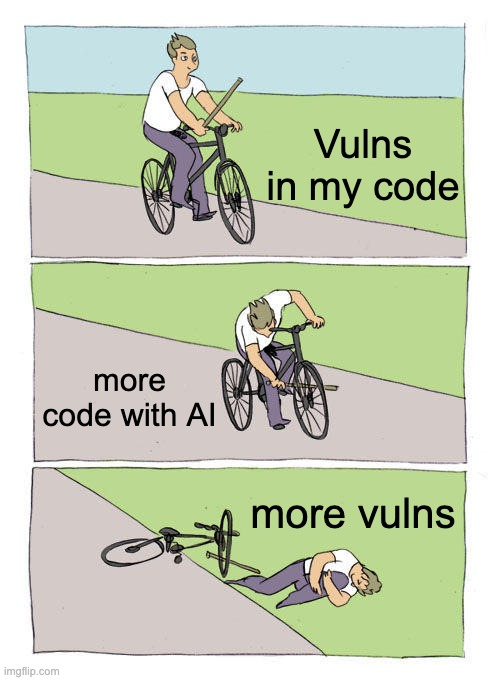 Vulns
in my code
more
code with AI
more vulns
imgflip.com